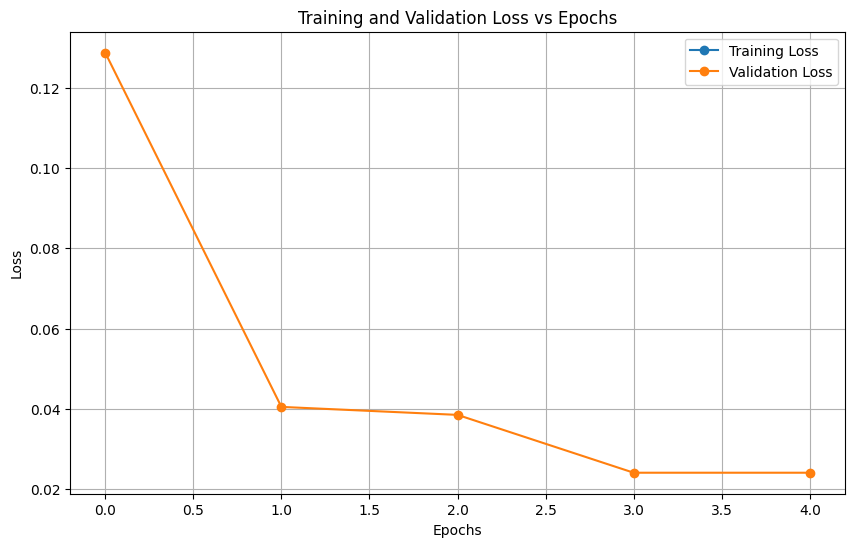 Training and Validation Loss vs Epochs
Training Loss
Validation Loss
0.12
0.10
0.08
0.06
0.04
0.02
Loss
0.0 0.5 1.0 1.5 2.0 2.5 3.0 3.5 4.0
Epochs